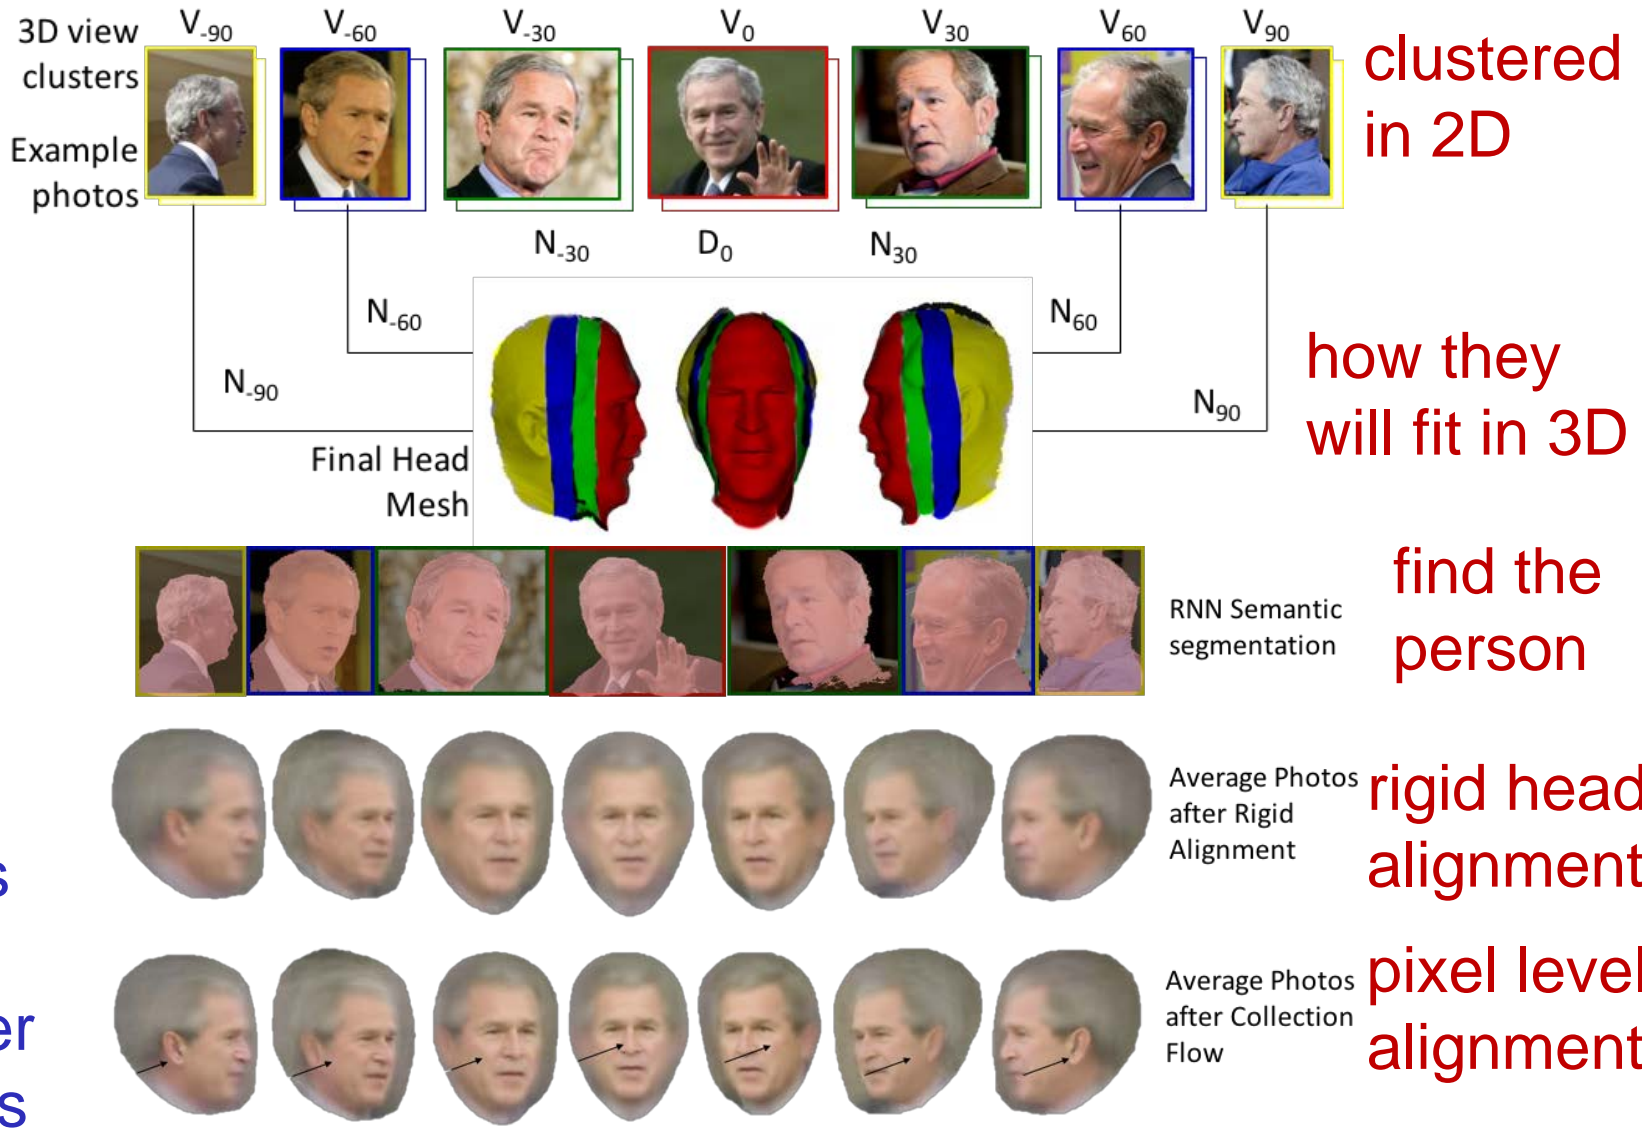 3D view
clusters
V-90 V-60 V-30 V0 V30 V60 V90
Example
photos
clustered
in 2D
N-30 D0 N30
N-60 N60
N-90 N90
Final Head
Mesh
how they
will fit in 3D
RNN Semantic
segmentation
find the
person
Average Photos
after Rigid
Alignment
rigid head
alignment
s
Average Photos
after Collection
Flow
pixel level
alignment
er
s